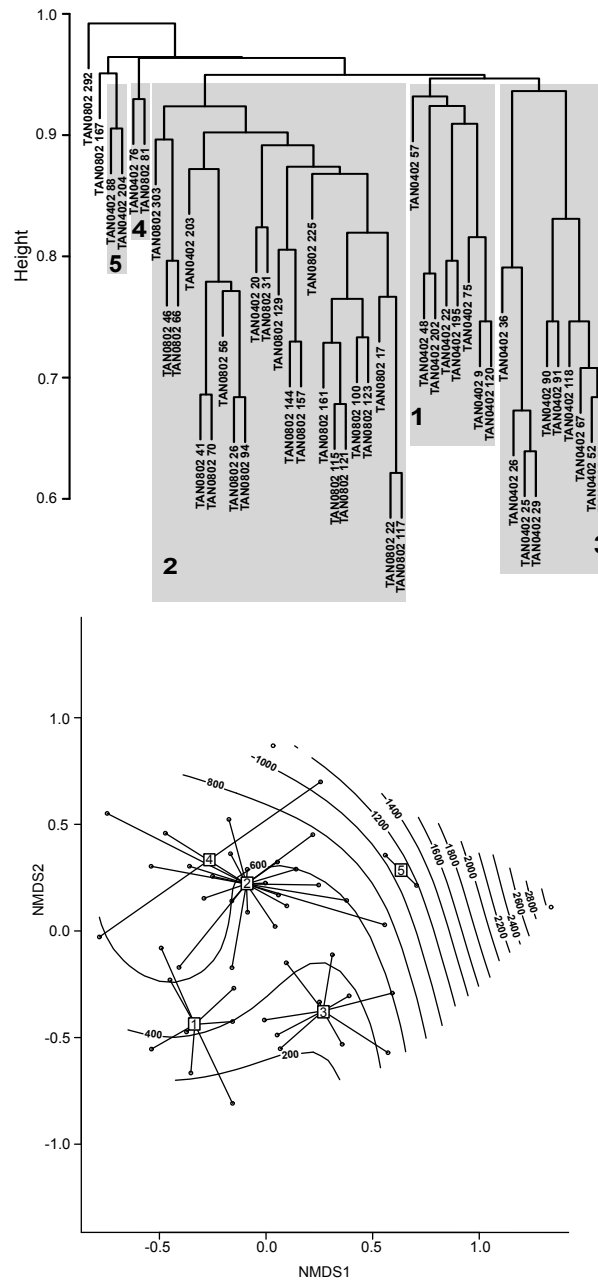 1.0
0.9
0.8
0.7
0.6
Height
TAN0802 292
TAN0802 167
TAN0402 88
TAN0402 204
5
TAN0402 76
TAN0802 81
4
TAN0802 303
TAN0802 46
TAN0802 66
TAN0402 203
TAN0802 41
TAN0802 70
TAN0802 56
TAN0802 26
TAN0802 94
TAN0402 20
TAN0802 31
TAN0802 129
TAN0802 144
TAN0802 157
TAN0802 225
TAN0802 161
TAN0802 115
TAN0802 121
TAN0802 100
TAN0802 123
TAN0802 17
TAN0802 22
TAN0802 117
2
TAN0402 57
TAN0402 48
TAN0402 202
TAN0402 22
TAN0402 195
TAN0402 75
TAN0402 9
TAN0402 120
1
TAN0402 36
TAN0402 26
TAN0402 25
TAN0402 29
TAN0402 90
TAN0402 91
TAN0402 118
TAN0402 67
TAN0402 52
3
1.0
0.5
0.0
-0.5
-1.0
NMDS2
800
1000
1200
1400
1600
1800
2000
2200
2400
2600
2800
600
400
200
4
2
5
1
3
-0.5
0.0
0.5
1.0
NMDS1